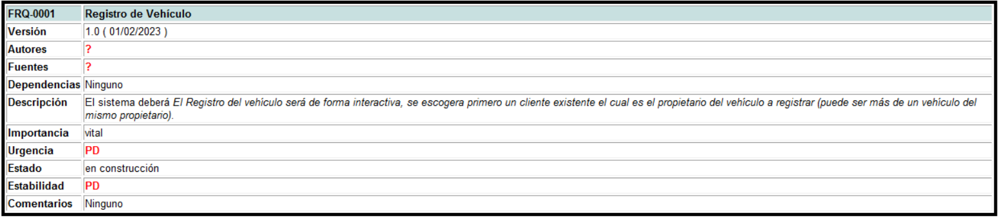 FRQ-0001 Registro de Vehículo
Versión 1.0 ( 01/02/2023 )
Autores ?
Fuentes ?
Dependencias Ninguno
Descripción El sistema deberá El Registro del vehículo será de forma interactiva, se escogera primero un cliente existente el cual es el propietario del vehículo a registrar (puede ser más de un vehículo del
mismo propietario).
Importancia vital
Urgencia PD
Estado en construcción
Estabilidad PD
Comentarios Ninguno